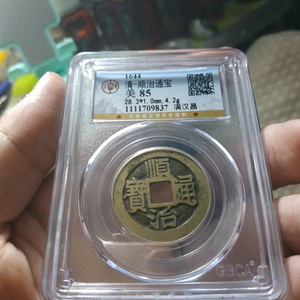 1644
清·顺治通宝
美 85
28.3*1.0mm,4.2g
1111709837 满汉昌
順
通
寶
治
GBCA